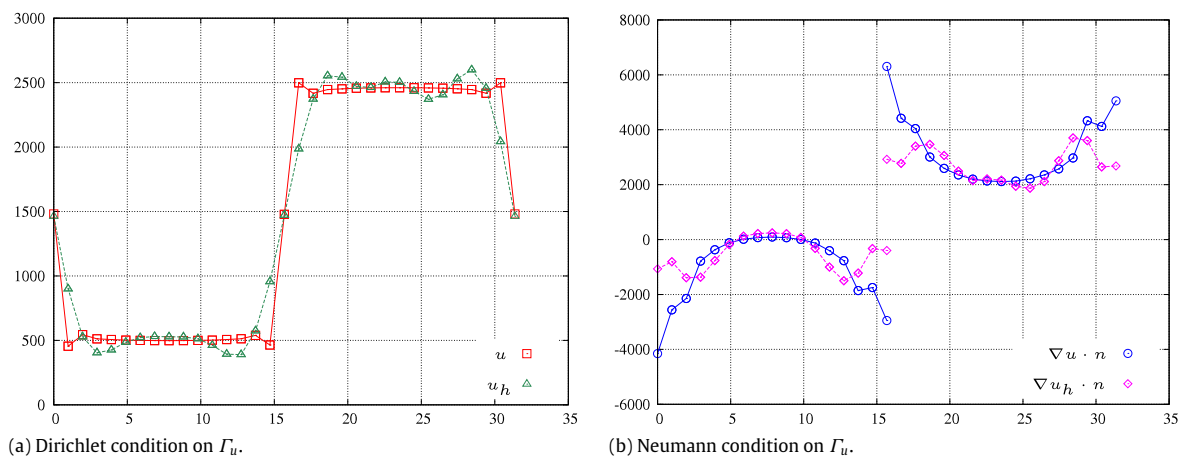 3000
2500
2000
1500
1000
500
0
0 5 10 15 20 25 30 35
u
u_h
(a) Dirichlet condition on Γ_u.
8000
6000
4000
2000
0
-2000
-4000
-6000
0 5 10 15 20 25 30 35
∇u · n
∇u_h · n
(b) Neumann condition on Γ_u.